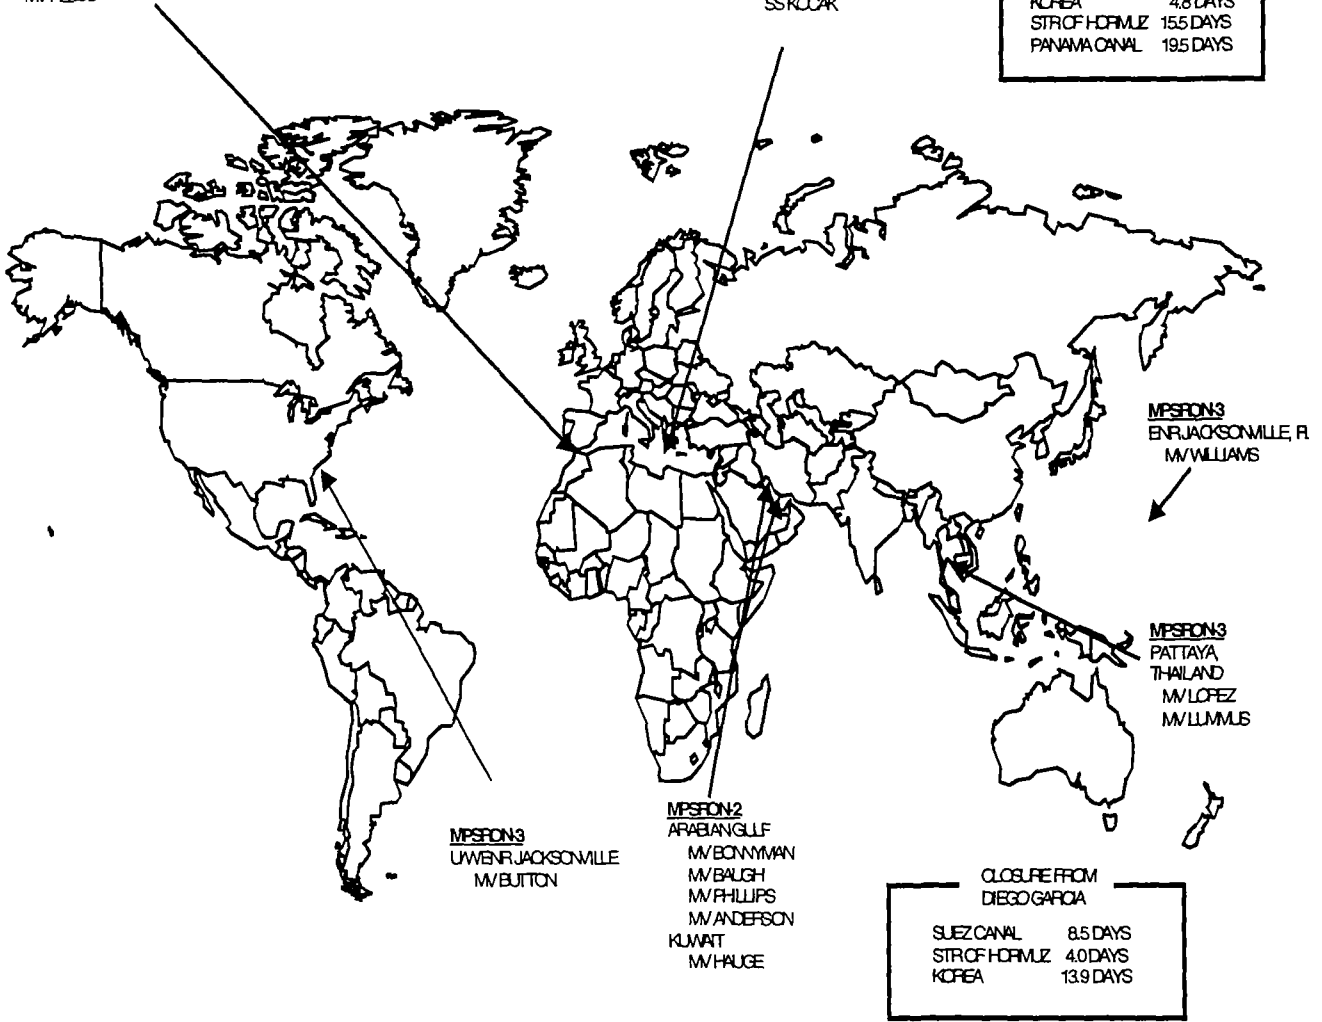 SS KOCAK
KOREA 4.8 DAYS
STR OF HORMUZ 15.5 DAYS
PANAMA CANAL 19.5 DAYS
MPSRON-3
ENR JACKSONVILLE, FL
MV WILLIAMS
MPSRON-3
PATTAYA,
THAILAND
MV LOPEZ
MV LUMMUS
MPSRON-3
U/W ENR JACKSONVILLE
MV BUTTON
MPSRON-2
ARABIAN GULF
MV BONNYMAN
MV BAUGH
MV PHILLIPS
MV ANDERSON
KUWAIT
MV HAUGE
CLOSURE FROM
DIEGO GARCIA
SUEZ CANAL 8.5 DAYS
STR OF HORMUZ 4.0 DAYS
KOREA 13.9 DAYS